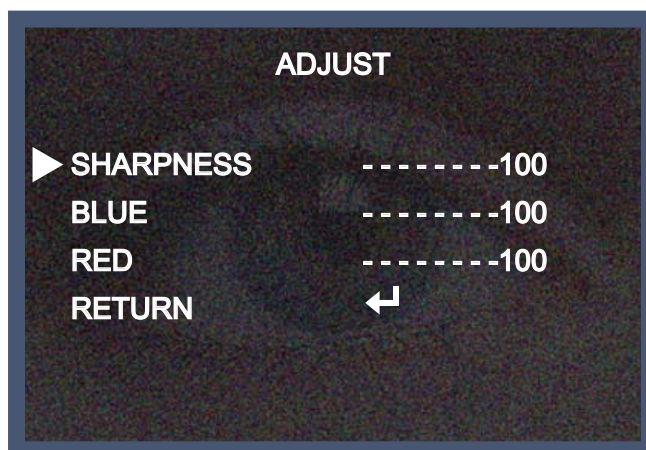 ADJUST
SHARPNESS - - - - - - - -100
BLUE - - - - - - - -100
RED - - - - - - - -100
RETURN